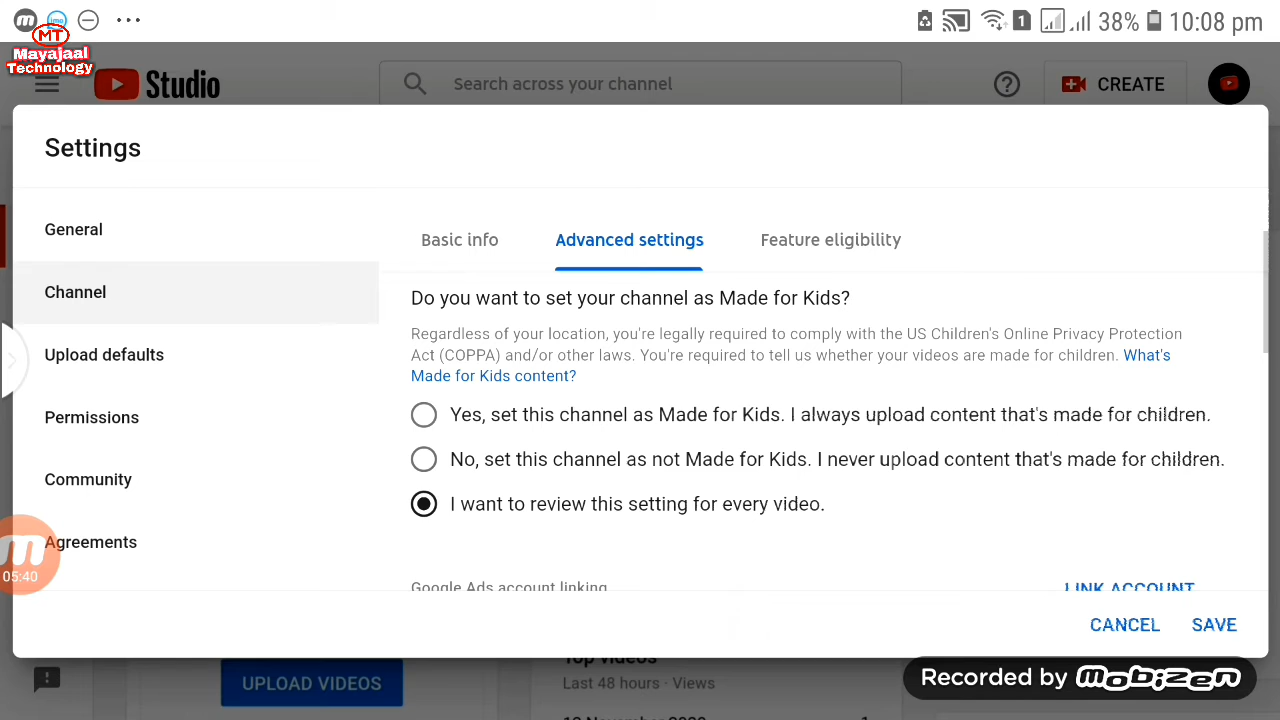 38% 10:08 pm
MT
Mayajaal
Technology
Studio
Search across your channel
CREATE
Settings
General
Channel
Upload defaults
Permissions
Community
Agreements
Basic info
Advanced settings
Feature eligibility
Do you want to set your channel as Made for Kids?
Regardless of your location, you're legally required to comply with the US Children's Online Privacy Protection
Act (COPPA) and/or other laws. You're required to tell us whether your videos are made for children. What's
Made for Kids content?
Yes, set this channel as Made for Kids. I always upload content that's made for children.
No, set this channel as not Made for Kids. I never upload content that's made for children.
I want to review this setting for every video.
Google Ads account linking
LINK ACCOUNT
05:40
CANCEL SAVE
UPLOAD VIDEOS
Top videos
Last 48 hours · Views
Recorded by mobizen